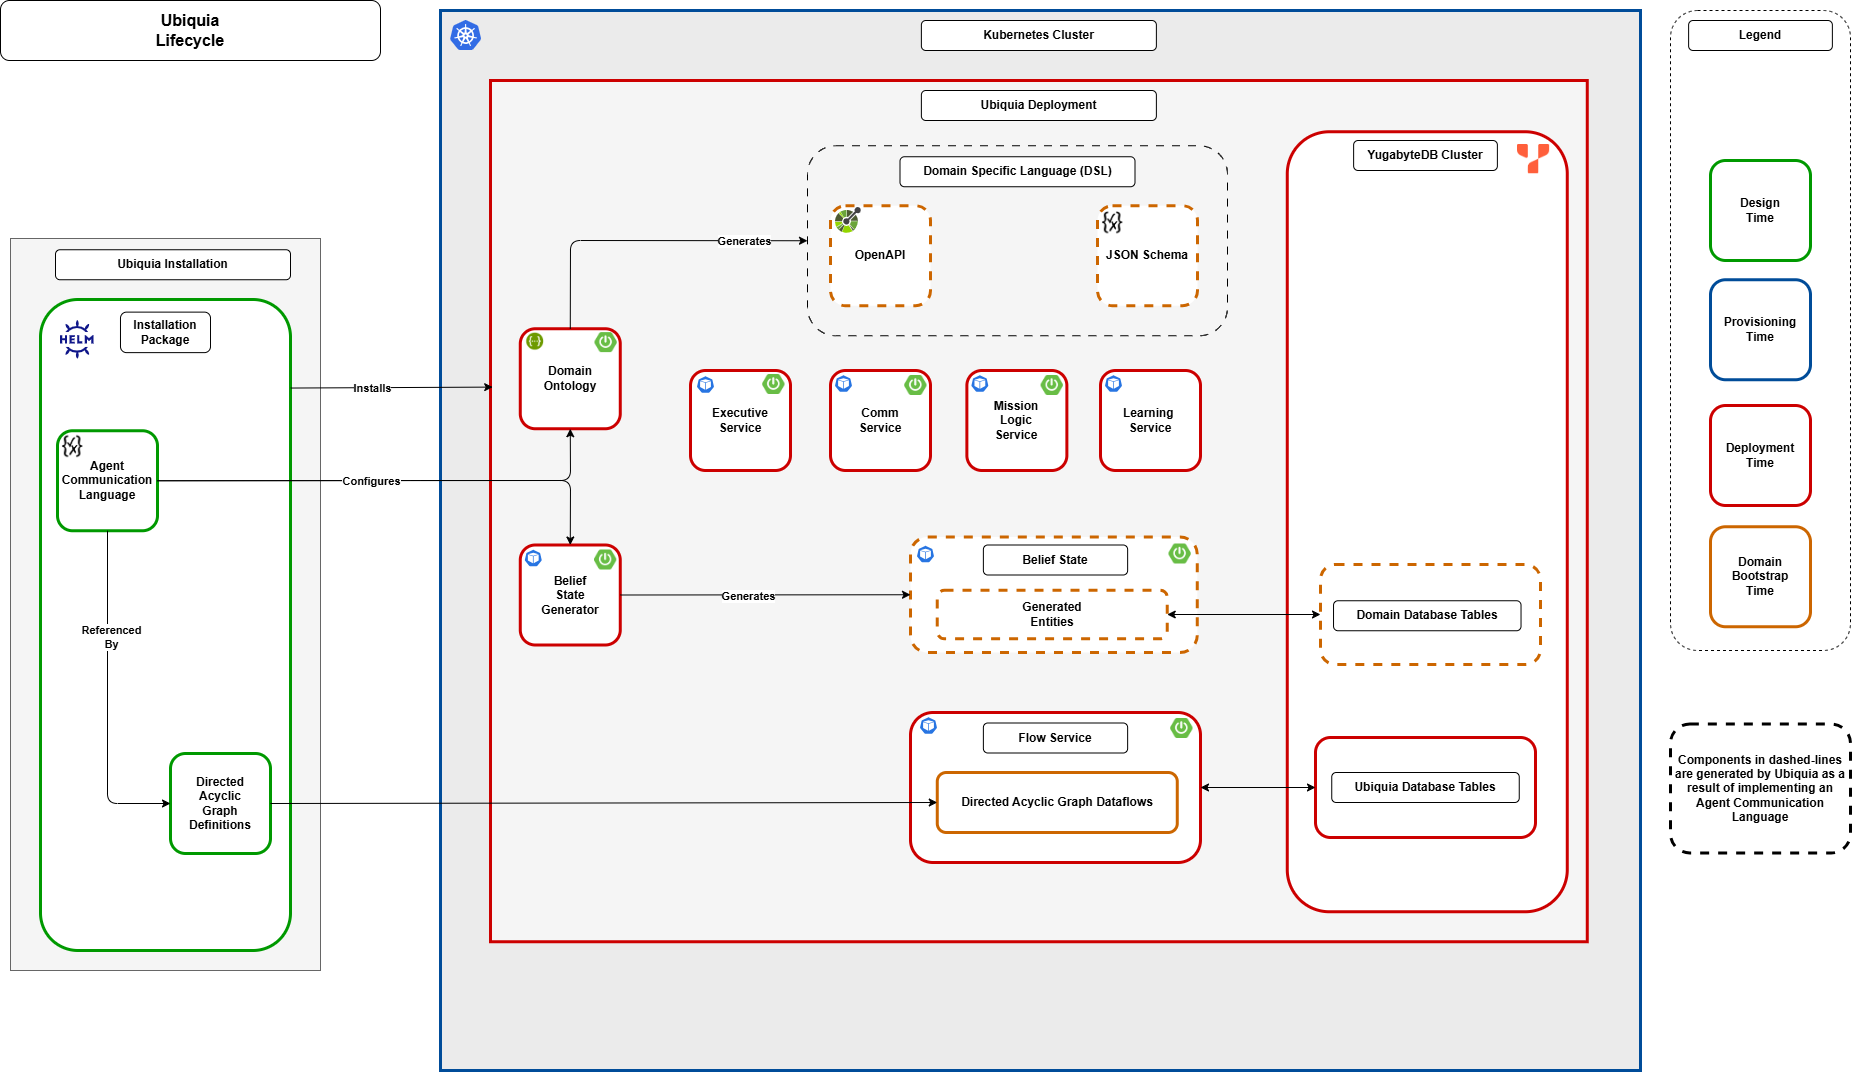 Ubiquia
Lifecycle
Kubernetes Cluster
Legend
Ubiquia Deployment
Domain Specific Language (DSL)
YugabyteDB Cluster
Design
Time
Generates
OpenAPI
{(√x)}
JSON Schema
Ubiquia Installation
Provisioning
Time
HELM
Installation
Package
Domain
Ontology
Installs
Executive
Service
Comm
Service
Mission
Logic
Service
Learning
Service
Deployment
Time
Agent
Communication
Language
Configures
Belief
State
Generator
Generates
Belief State
Generated
Entities
Domain Database Tables
Domain
Bootstrap
Time
Referenced
By
Flow Service
Directed Acyclic Graph Dataflows
Ubiquia Database Tables
Directed
Acyclic
Graph
Definitions
Components in dashed-lines
are generated by Ubiquia as a
result of implementing an
Agent Communication
Language